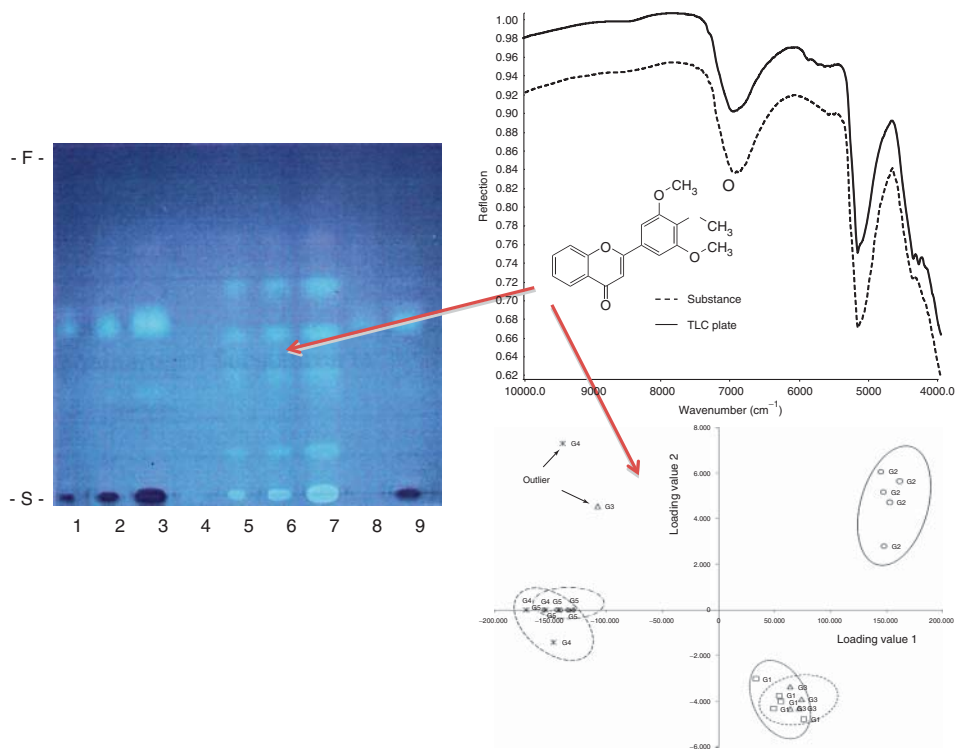 - F -
- S -
1 2 3 4 5 6 7 8 9
1.00
0.98
0.96
0.94
0.92
0.90
0.88
0.86
0.84
0.82
0.80
0.78
0.76
0.74
0.72
0.70
0.68
0.66
0.64
0.62
Reflection
O
O CH3
CH3
O CH3
O
O
Substance
TLC plate
10000.0 9000 8000 7000 6000 5000 4000.0
Wavenumber (cm−1)
8.000
6.000
4.000
2.000
0
−2.000
−4.000
−6.000
Loading value 2
−200.000 −150.000 −100.000 −50.000 0 50.000 100.000 150.000 200.000
Loading value 1
G4
Outlier
G3
G2
G2
G2
G2
G4 G4 G5 G5
G5
G5 G5
G4
G1
G3
G1 G3
G1
G1 G3 G3
G1